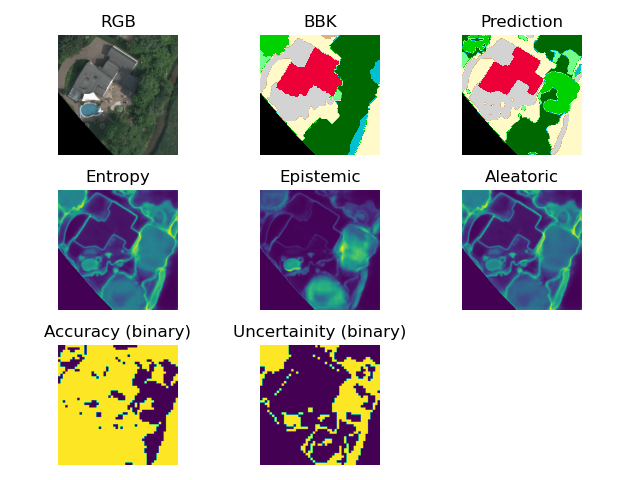 RGB
BBK
Prediction
Entropy
Epistemic
Aleatoric
Accuracy (binary)
Uncertainity (binary)